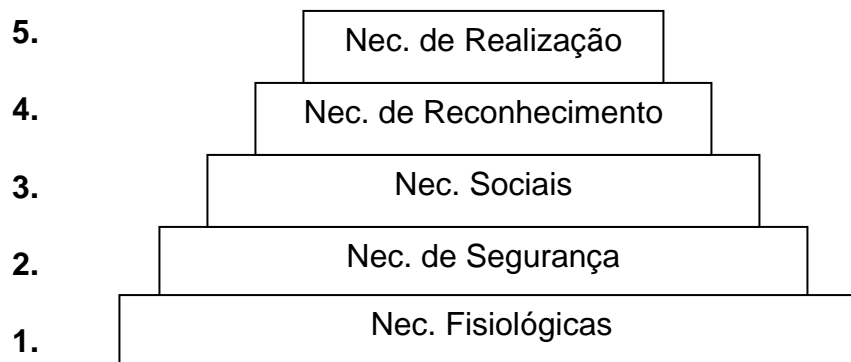 5. Nec. de Realização
4. Nec. de Reconhecimento
3. Nec. Sociais
2. Nec. de Segurança
1. Nec. Fisiológicas